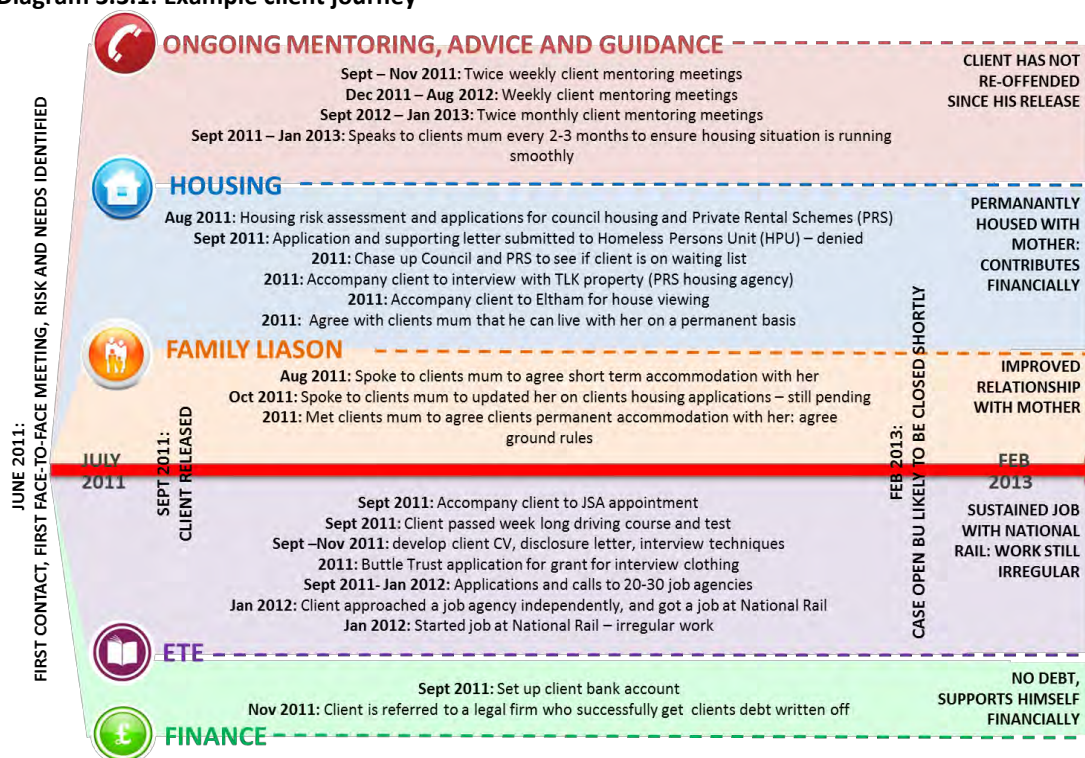 Diagram 3.3.1: Example client journey
ONGOING MENTORING, ADVICE AND GUIDANCE
Sept – Nov 2011: Twice weekly client mentoring meetings
Dec 2011 – Aug 2012: Weekly client mentoring meetings
Sept 2012 – Jan 2013: Twice monthly client mentoring meetings
Sept 2011 – Jan 2013: Speaks to clients mum every 2-3 months to ensure housing situation is running
smoothly
CLIENT HAS NOT
RE-OFFENDED
SINCE HIS RELEASE
HOUSING
Aug 2011: Housing risk assessment and applications for council housing and Private Rental Schemes (PRS)
Sept 2011: Application and supporting letter submitted to Homeless Persons Unit (HPU) – denied
2011: Chase up Council and PRS to see if client is on waiting list
2011: Accompany client to interview with TLK property (PRS housing agency)
2011: Accompany client to Eltham for house viewing
2011: Agree with clients mum that he can live with her on a permanent basis
PERMANANTLY
HOUSED WITH
MOTHER:
CONTRIBUTES
FINANCIALLY
FAMILY LIASON
Aug 2011: Spoke to clients mum to agree short term accommodation with her
Oct 2011: Spoke to clients mum to updated her on clients housing applications – still pending
2011: Met clients mum to agree clients permanent accommodation with her: agree
ground rules
IMPROVED
RELATIONSHIP
WITH MOTHER
JUNE 2011:
FIRST CONTACT, FIRST FACE-TO-FACE MEETING, RISK AND NEEDS IDENTIFIED
JULY
2011
SEPT 2011:
CLIENT RELEASED
FEB 2013:
CASE OPEN BU LIKELY TO BE CLOSED SHORTLY
FEB
2013
Sept 2011: Accompany client to JSA appointment
Sept 2011: Client passed week long driving course and test
Sept –Nov 2011: develop client CV, disclosure letter, interview techniques
2011: Buttle Trust application for grant for interview clothing
Sept 2011- Jan 2012: Applications and calls to 20-30 job agencies
Jan 2012: Client approached a job agency independently, and got a job at National Rail
Jan 2012: Started job at National Rail – irregular work
SUSTAINED JOB
WITH NATIONAL
RAIL: WORK STILL
IRREGULAR
ETE
Sept 2011: Set up client bank account
Nov 2011: Client is referred to a legal firm who successfully get clients debt written off
NO DEBT,
SUPPORTS HIMSELF
FINANCIALLY
£
FINANCE